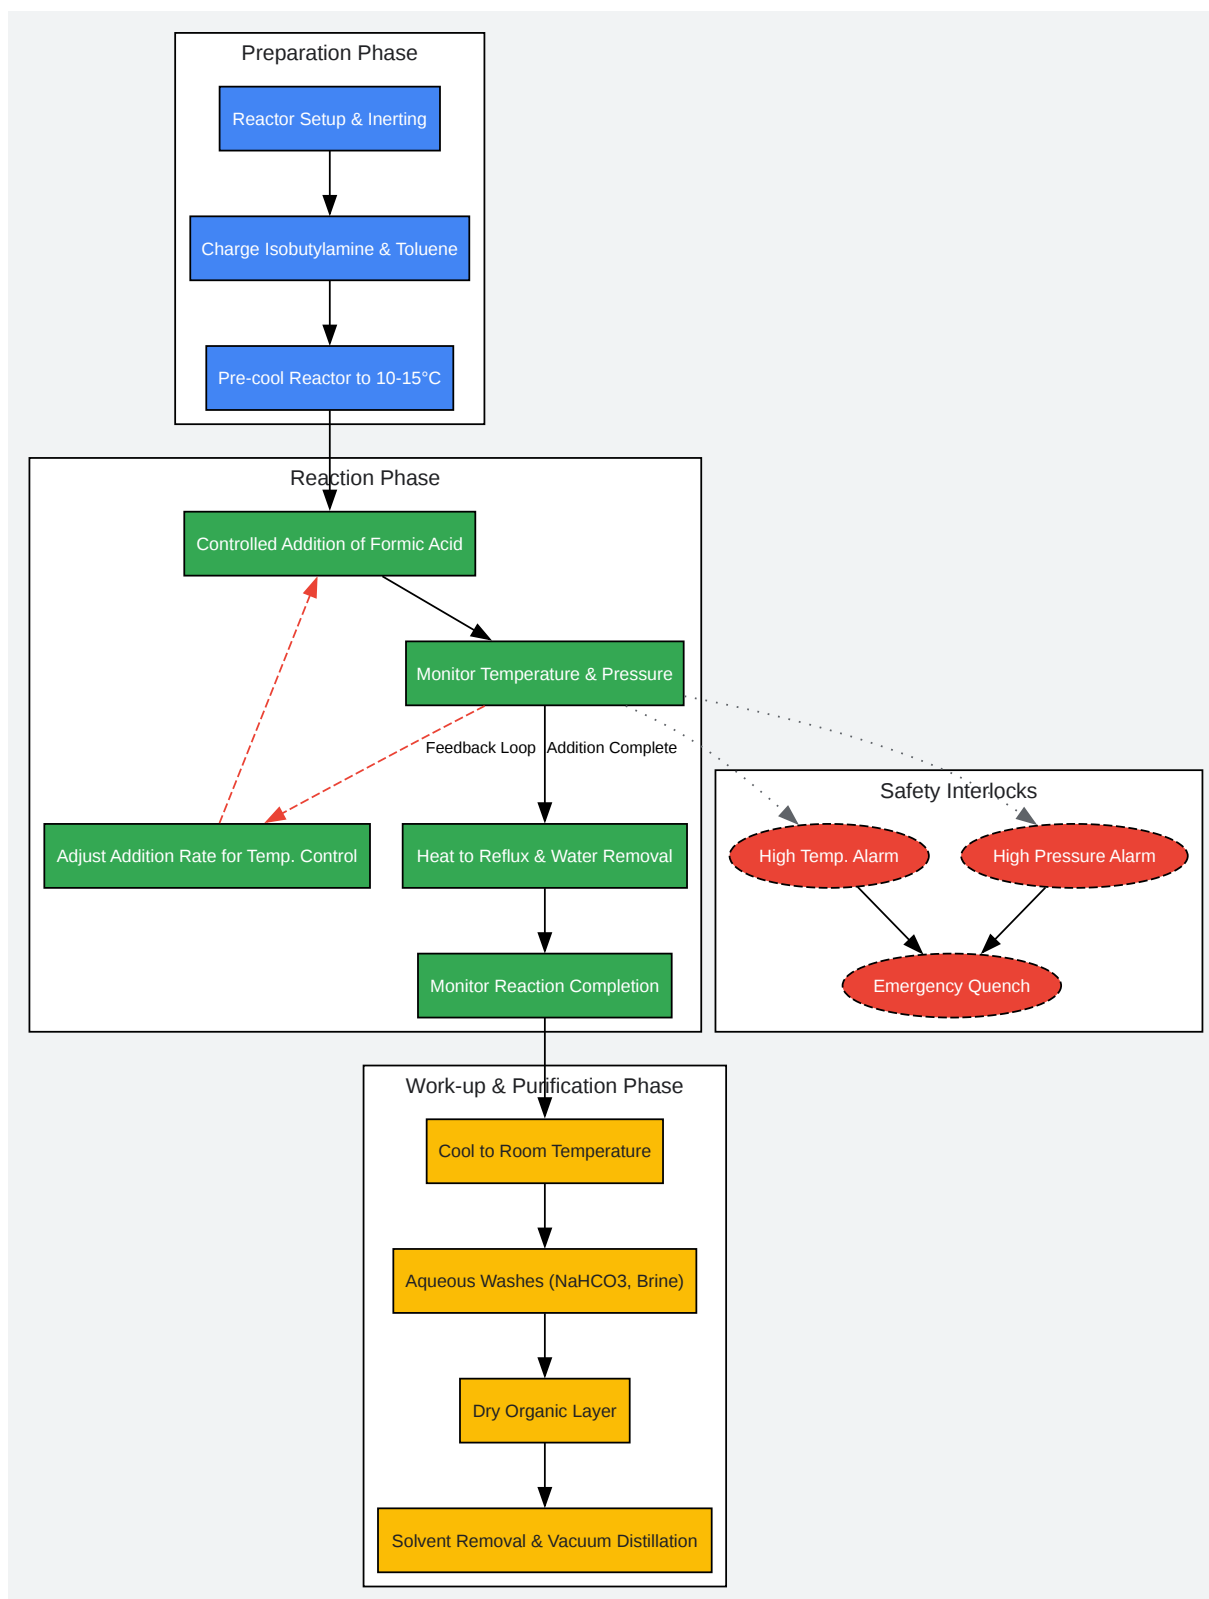 Preparation Phase
Reactor Setup & Inerting
Charge Isobutylamine & Toluene
Pre-cool Reactor to 10-15°C
Reaction Phase
Controlled Addition of Formic Acid
Monitor Temperature & Pressure
Feedback Loop
Addition Complete
Adjust Addition Rate for Temp. Control
Heat to Reflux & Water Removal
Monitor Reaction Completion
Safety Interlocks
High Temp. Alarm
High Pressure Alarm
Emergency Quench
Work-up & Purification Phase
Cool to Room Temperature
Aqueous Washes (NaHCO3, Brine)
Dry Organic Layer
Solvent Removal & Vacuum Distillation